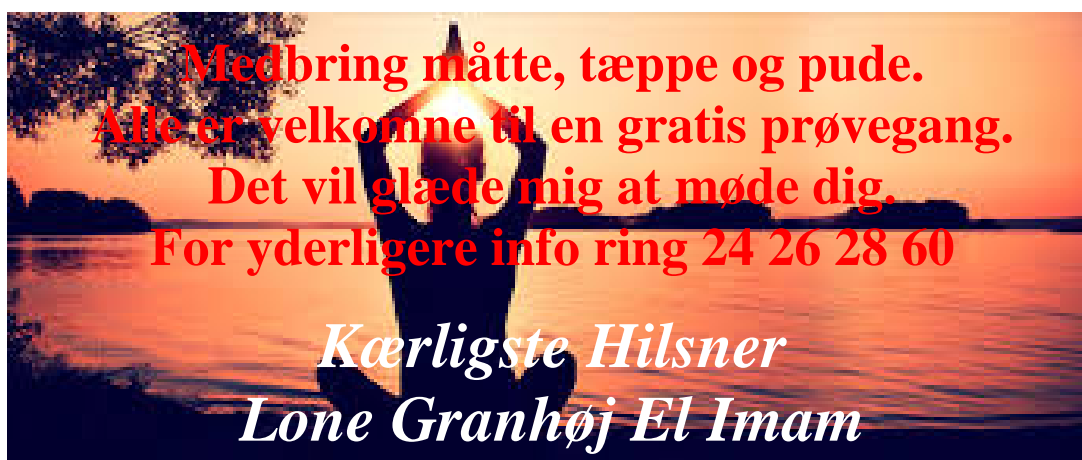 Medbring måtte, tæppe og pude.
Alle er velkomne til en gratis prøvegang.
Det vil glæde mig at møde dig.
For yderligere info ring 24 26 28 60
Kærligste Hilsner
Lone Granhøj El Imam